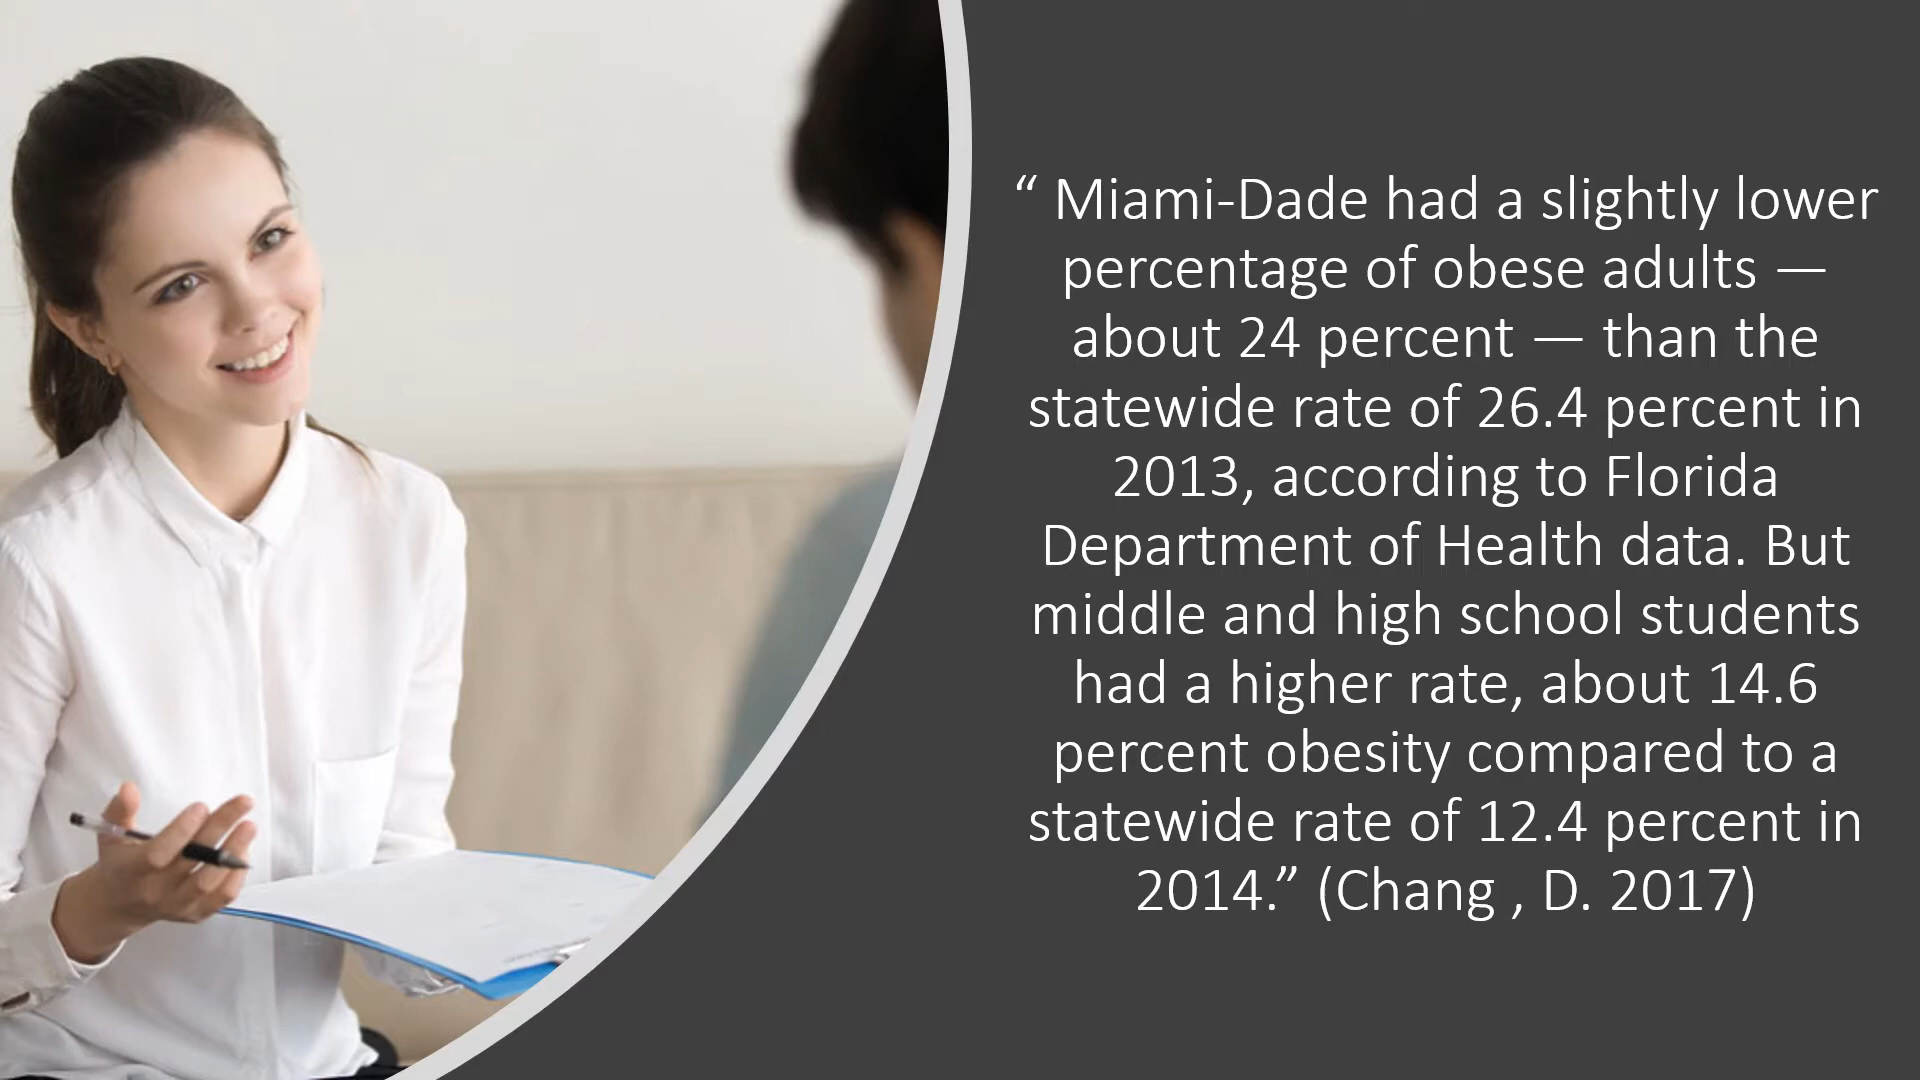 “ Miami-Dade had a slightly lower
percentage of obese adults —
about 24 percent — than the
statewide rate of 26.4 percent in
2013, according to Florida
Department of Health data. But
middle and high school students
had a higher rate, about 14.6
percent obesity compared to a
statewide rate of 12.4 percent in
2014.” (Chang , D. 2017)